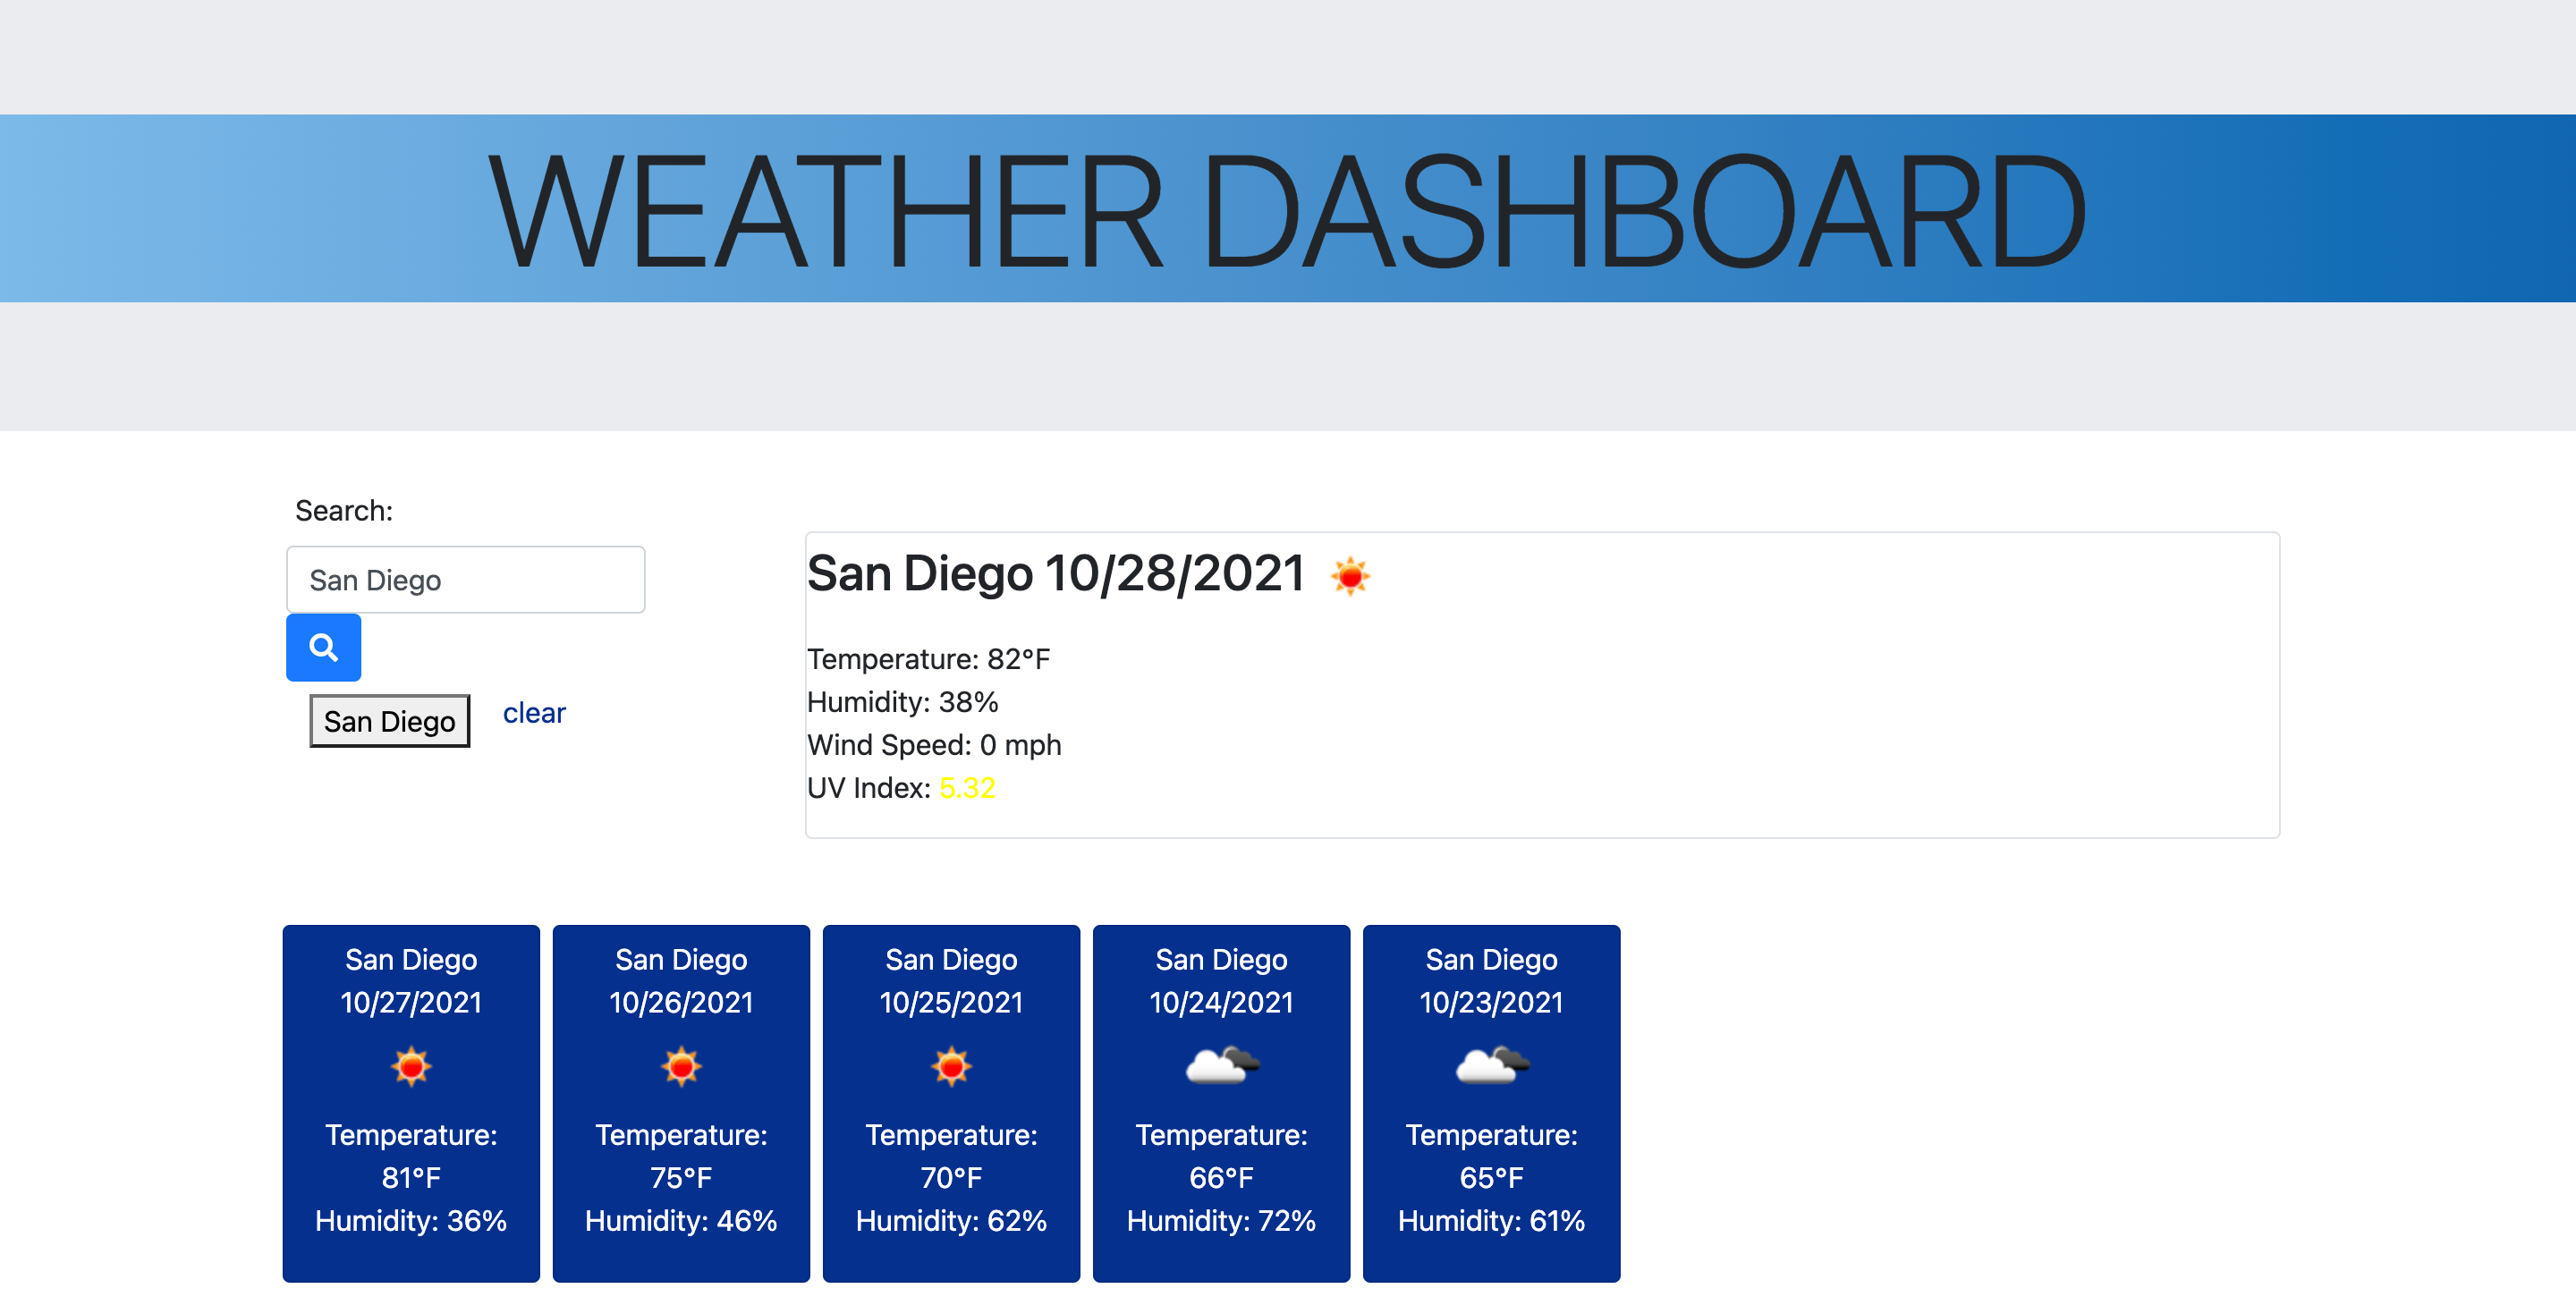 WEATHER DASHBOARD
Search:
San Diego
San Diego
clear
San Diego 10/28/2021
Temperature: 82°F
Humidity: 38%
Wind Speed: 0 mph
UV Index: 5.32
San Diego
10/27/2021
Temperature:
81°F
Humidity: 36%
San Diego
10/26/2021
Temperature:
75°F
Humidity: 46%
San Diego
10/25/2021
Temperature:
70°F
Humidity: 62%
San Diego
10/24/2021
Temperature:
66°F
Humidity: 72%
San Diego
10/23/2021
Temperature:
65°F
Humidity: 61%